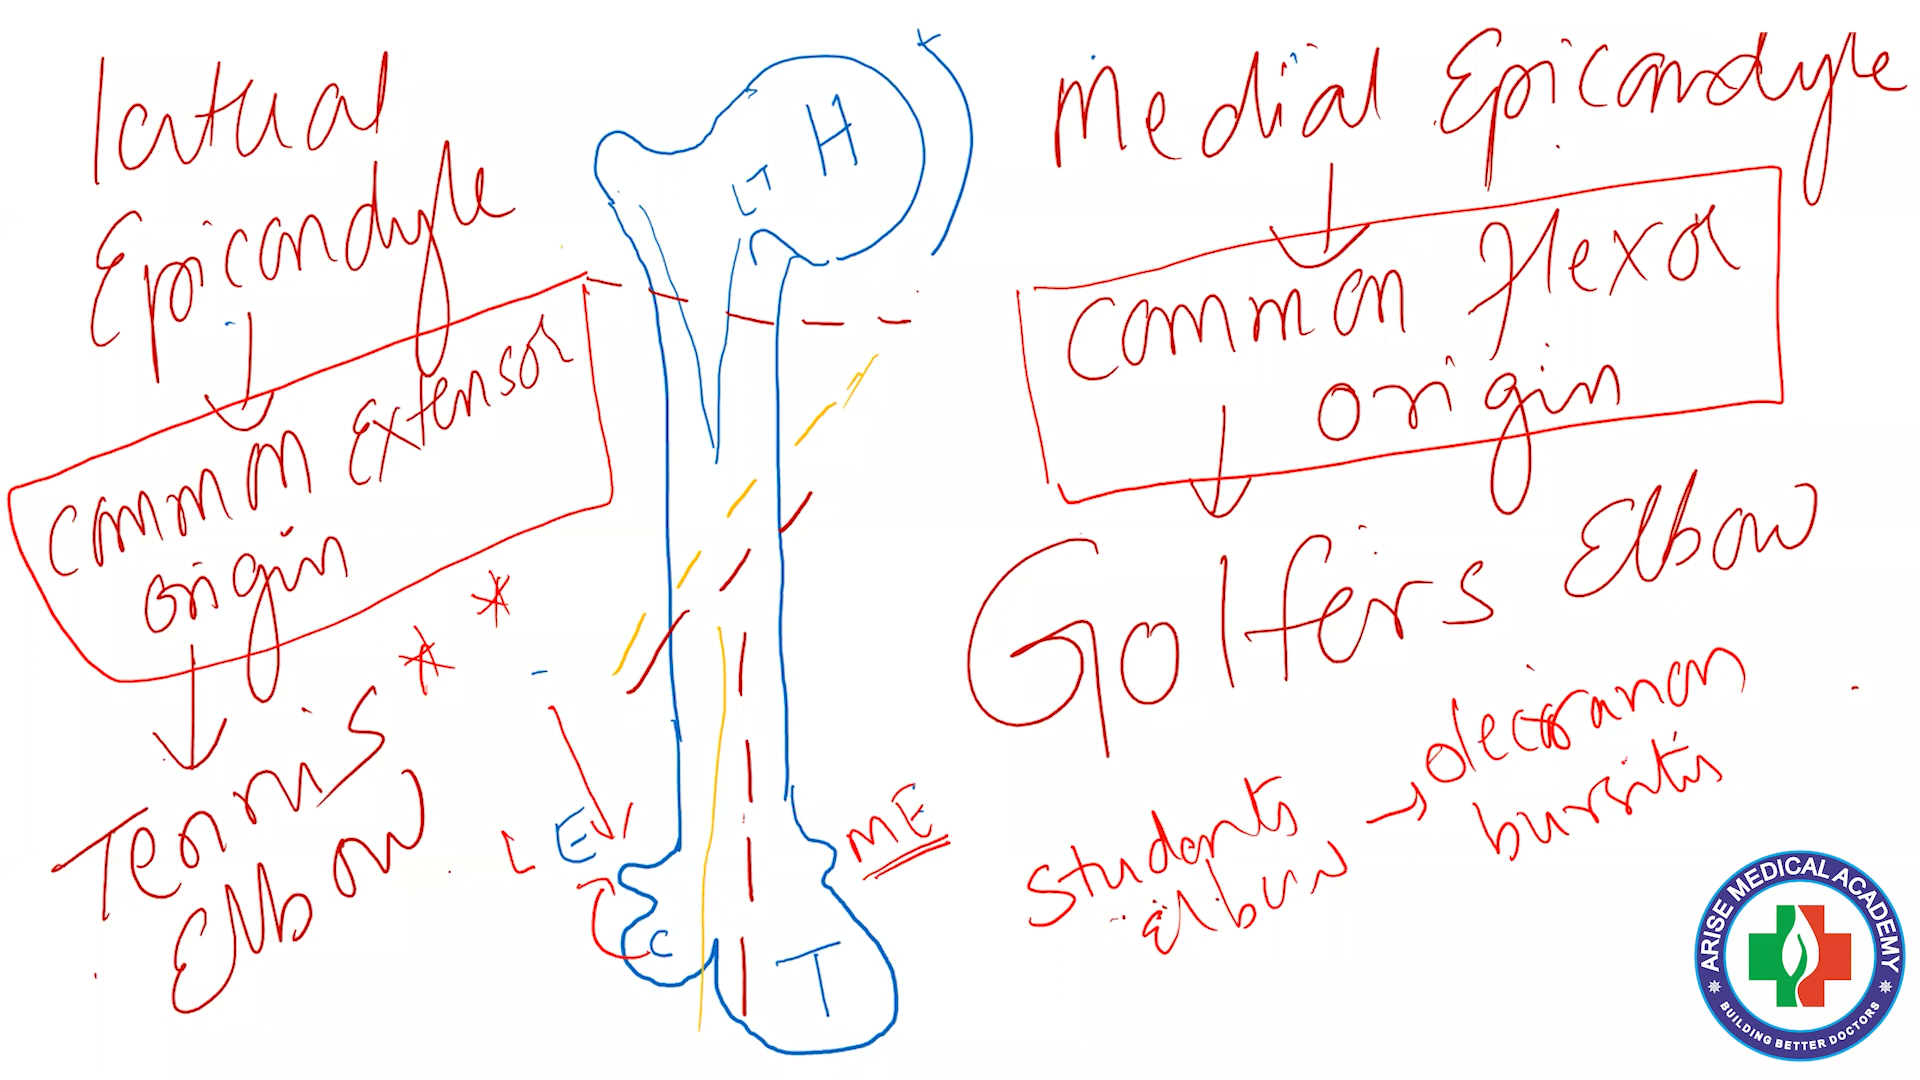 lateral
Epicondyle
common Extensor
origin
Tennis
Elbow
H
LT
LE
ME
C
T
Medial Epicondyle
common Flexor
origin
Golfers Elbow
Students
Elbow → olecranon
bursitis
ARISE MEDICAL ACADEMY
BUILDING BETTER DOCTORS